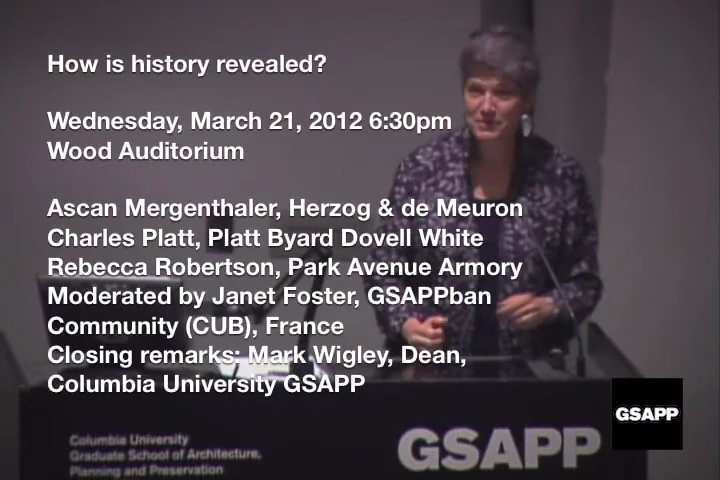 How is history revealed?
Wednesday, March 21, 2012 6:30pm
Wood Auditorium
Ascan Mergenthaler, Herzog & de Meuron
Charles Platt, Platt Byard Dovell White
Rebecca Robertson, Park Avenue Armory
Moderated by Janet Foster, GSAPPban
Community (CUB), France
Closing remarks: Mark Wigley, Dean,
Columbia University GSAPP
GSAPP
Columbia University
Graduate School of Architecture,
Planning and Preservation
GSAPP